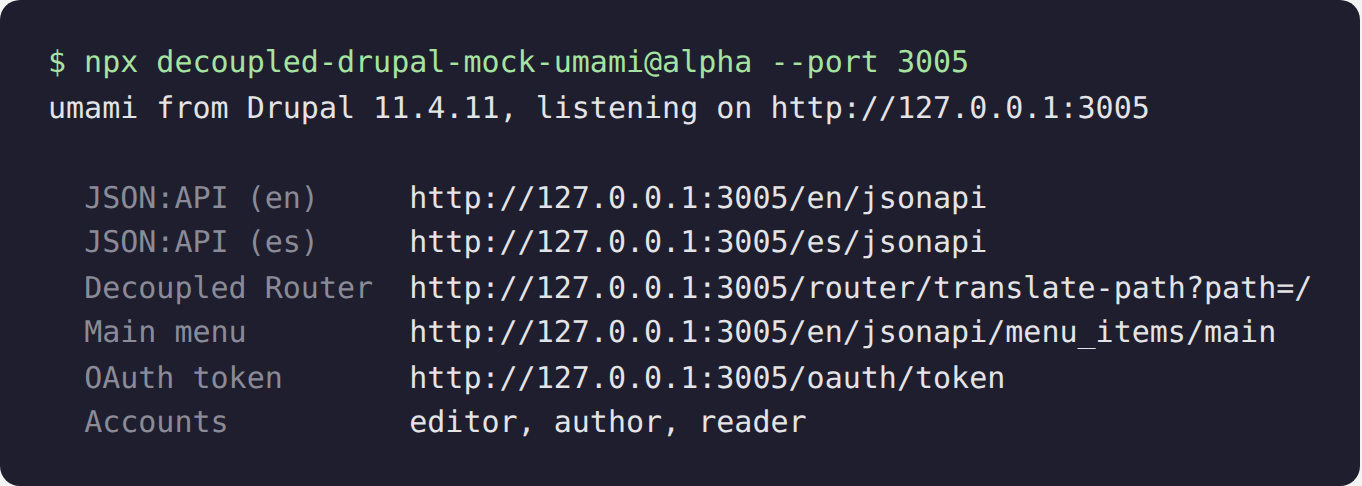 $ npx decoupled-drupal-mock-umami@alpha --port 3005
umami from Drupal 11.4.11, listening on http://127.0.0.1:3005
JSON:API (en) http://127.0.0.1:3005/en/jsonapi
JSON:API (es) http://127.0.0.1:3005/es/jsonapi
Decoupled Router http://127.0.0.1:3005/router/translate-path?path=/
Main menu http://127.0.0.1:3005/en/jsonapi/menu_items/main
OAuth token http://127.0.0.1:3005/oauth/token
Accounts editor, author, reader